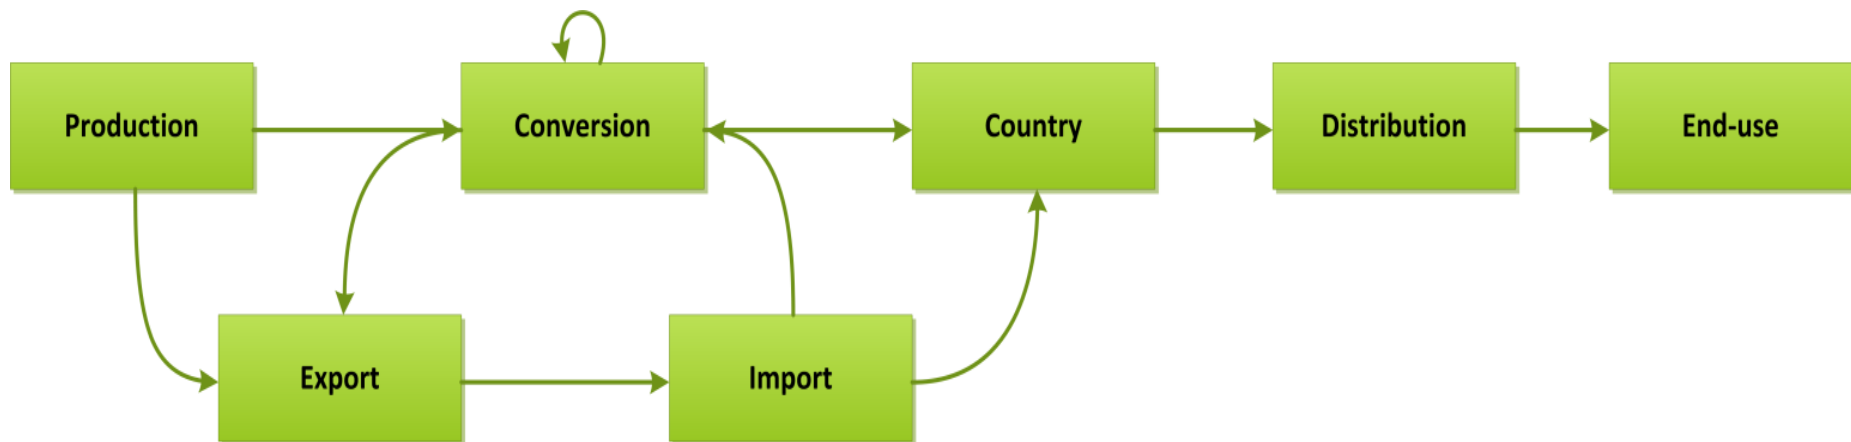 Production
Conversion
Country
Distribution
End-use
Export
Import